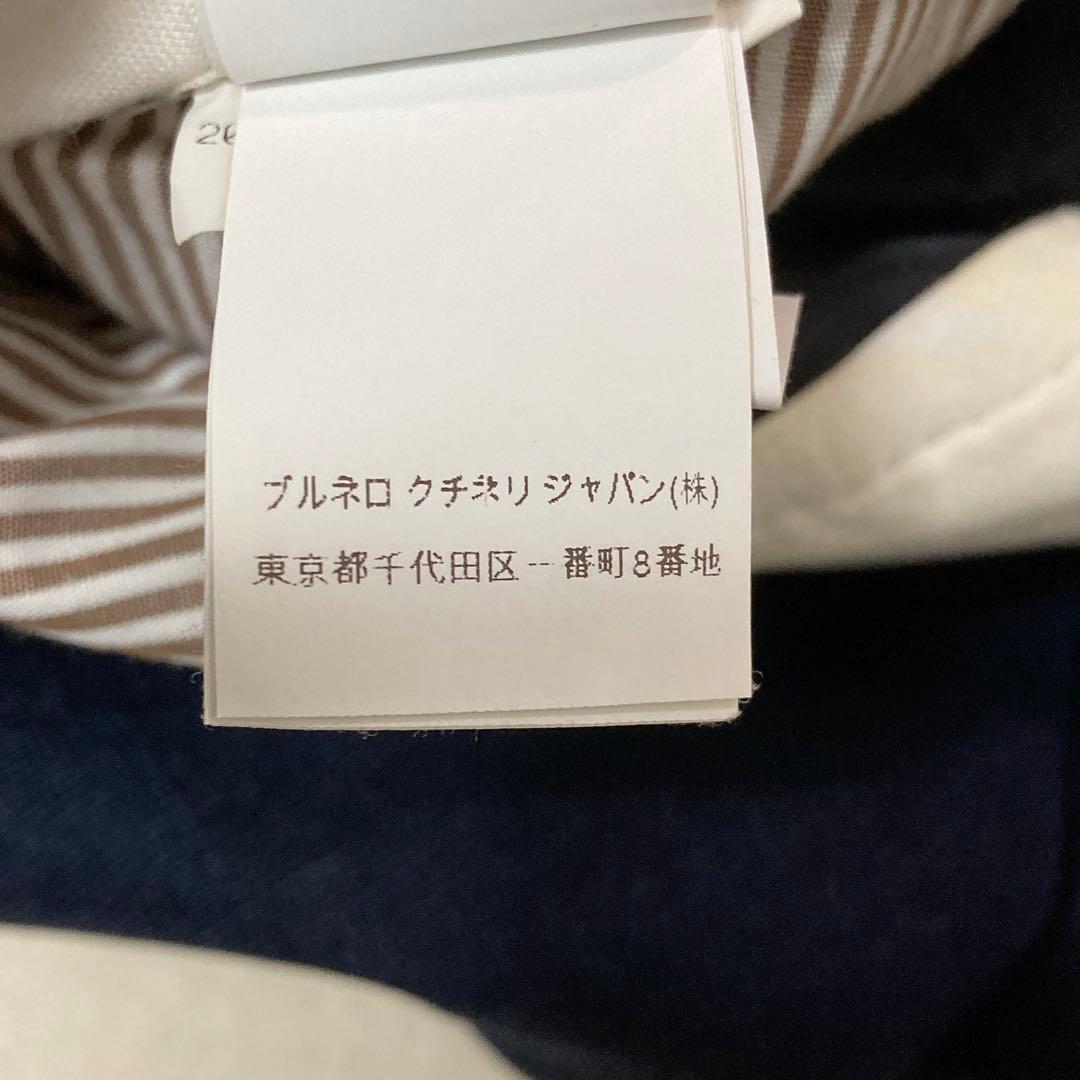 ブルネロ クチネリ ジャパン(株)
東京都千代田区一番町8番地